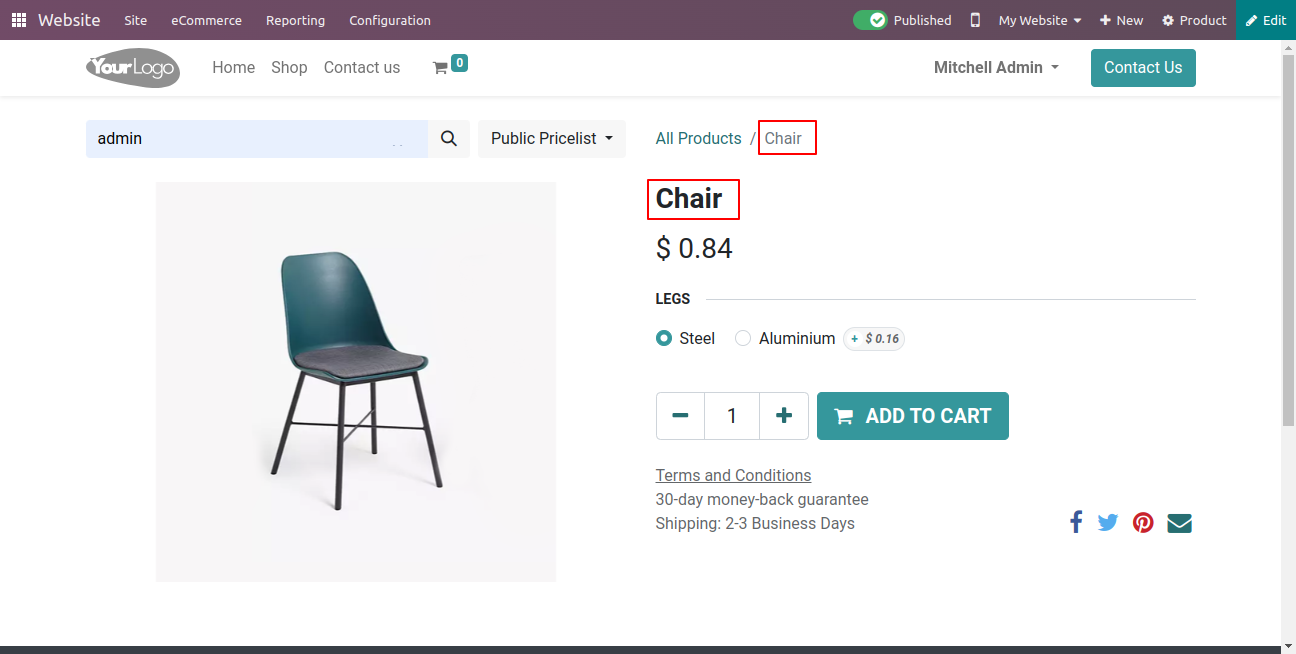 Website Site eCommerce Reporting Configuration Published My Website New Product Edit
YourLogo Home Shop Contact us 0 Mitchell Admin Contact Us
admin Public Pricelist All Products / Chair
Chair
$ 0.84
LEGS
Steel Aluminium + $ 0.16
1 ADD TO CART
Terms and Conditions
30-day money-back guarantee
Shipping: 2-3 Business Days